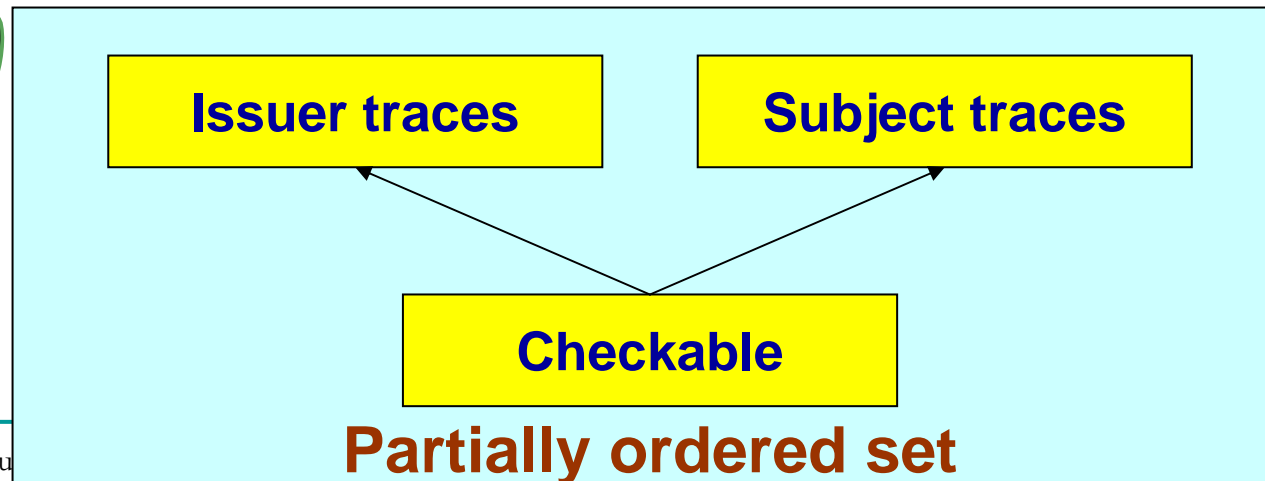 Issuer traces
Subject traces
Checkable
Partially ordered set